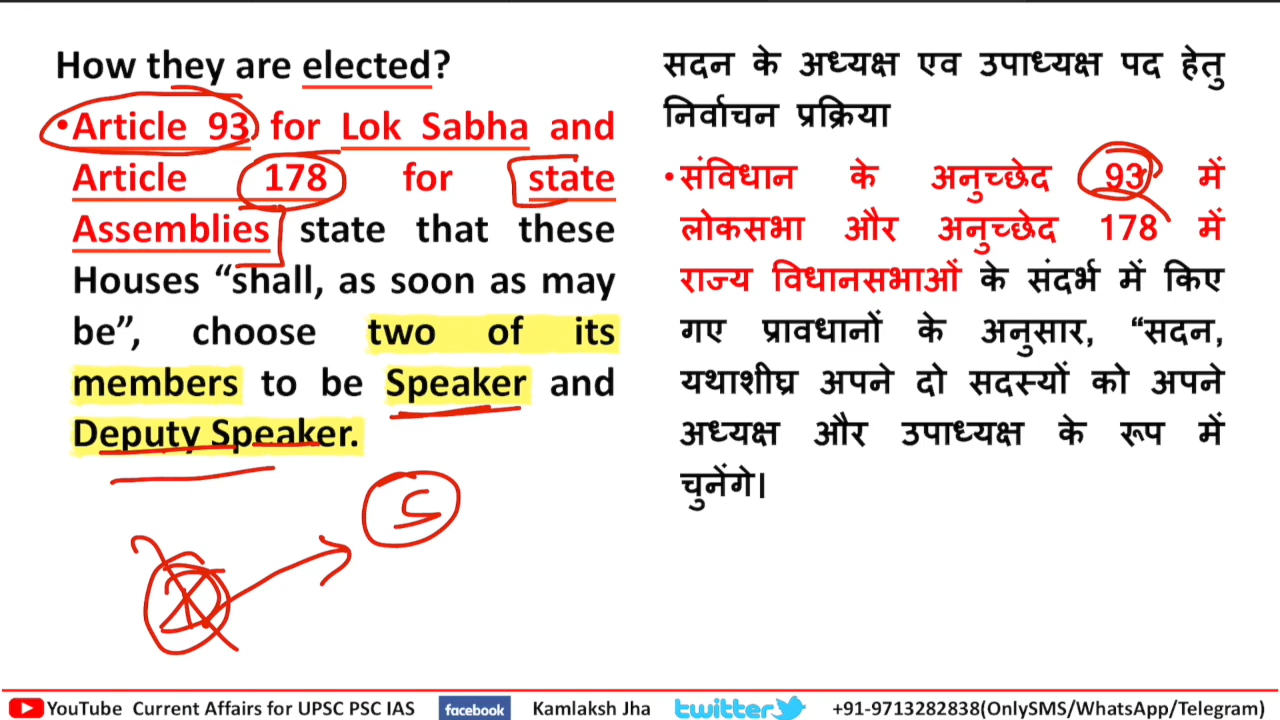 How they are elected?
•Article 93 for Lok Sabha and
Article 178 for state
Assemblies state that these
Houses “shall, as soon as may
be”, choose two of its
members to be Speaker and
Deputy Speaker.
S
सदन के अध्यक्ष एव उपाध्यक्ष पद हेतु
निर्वाचन प्रक्रिया
•संविधान के अनुच्छेद 93 में
लोकसभा और अनुच्छेद 178 में
राज्य विधानसभाओं के संदर्भ में किए
गए प्रावधानों के अनुसार, “सदन,
यथाशीघ्र अपने दो सदस्यों को अपने
अध्यक्ष और उपाध्यक्ष के रूप में
चुनेंगे।
YouTube Current Affairs for UPSC PSC IAS facebook Kamlaksh Jha twitter +91-9713282838(OnlySMS/WhatsApp/Telegram)